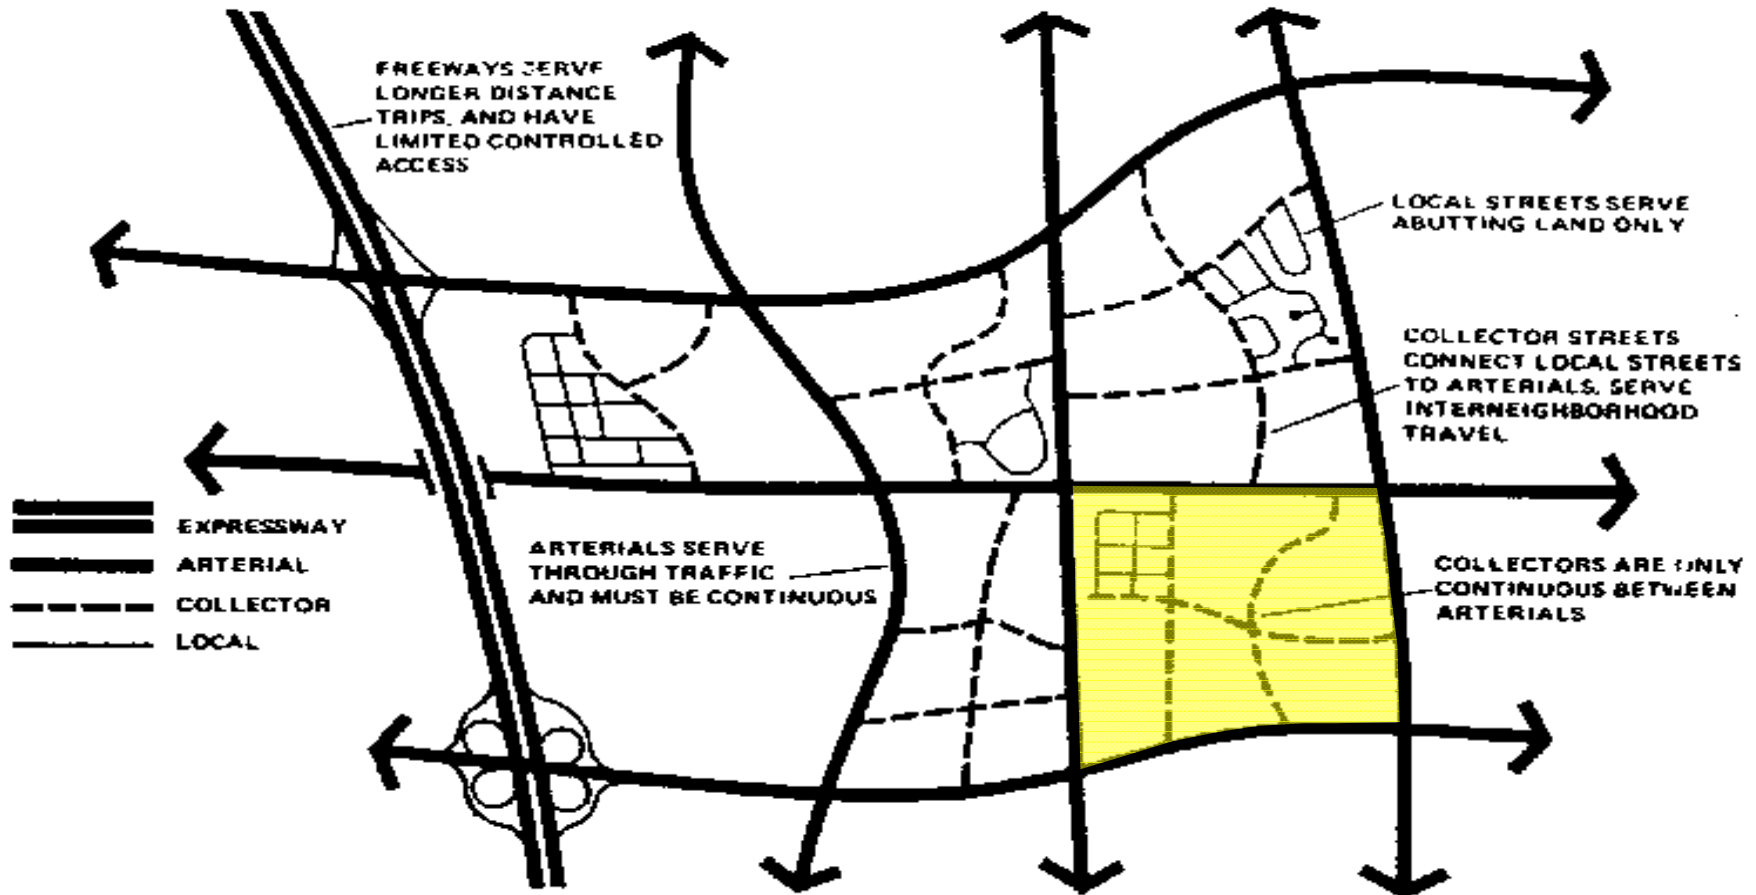 FREEWAYS SERVE
LONGER DISTANCE
TRIPS, AND HAVE
LIMITED CONTROLLED
ACCESS
LOCAL STREETS SERVE
ABUTTING LAND ONLY
COLLECTOR STREETS
CONNECT LOCAL STREETS
TO ARTERIALS, SERVE
INTERNEIGHBORHOOD
TRAVEL
EXPRESSWAY
ARTERIAL
COLLECTOR
LOCAL
ARTERIALS SERVE
THROUGH TRAFFIC
AND MUST BE CONTINUOUS
COLLECTORS ARE ONLY
CONTINUOUS BETWEEN
ARTERIALS